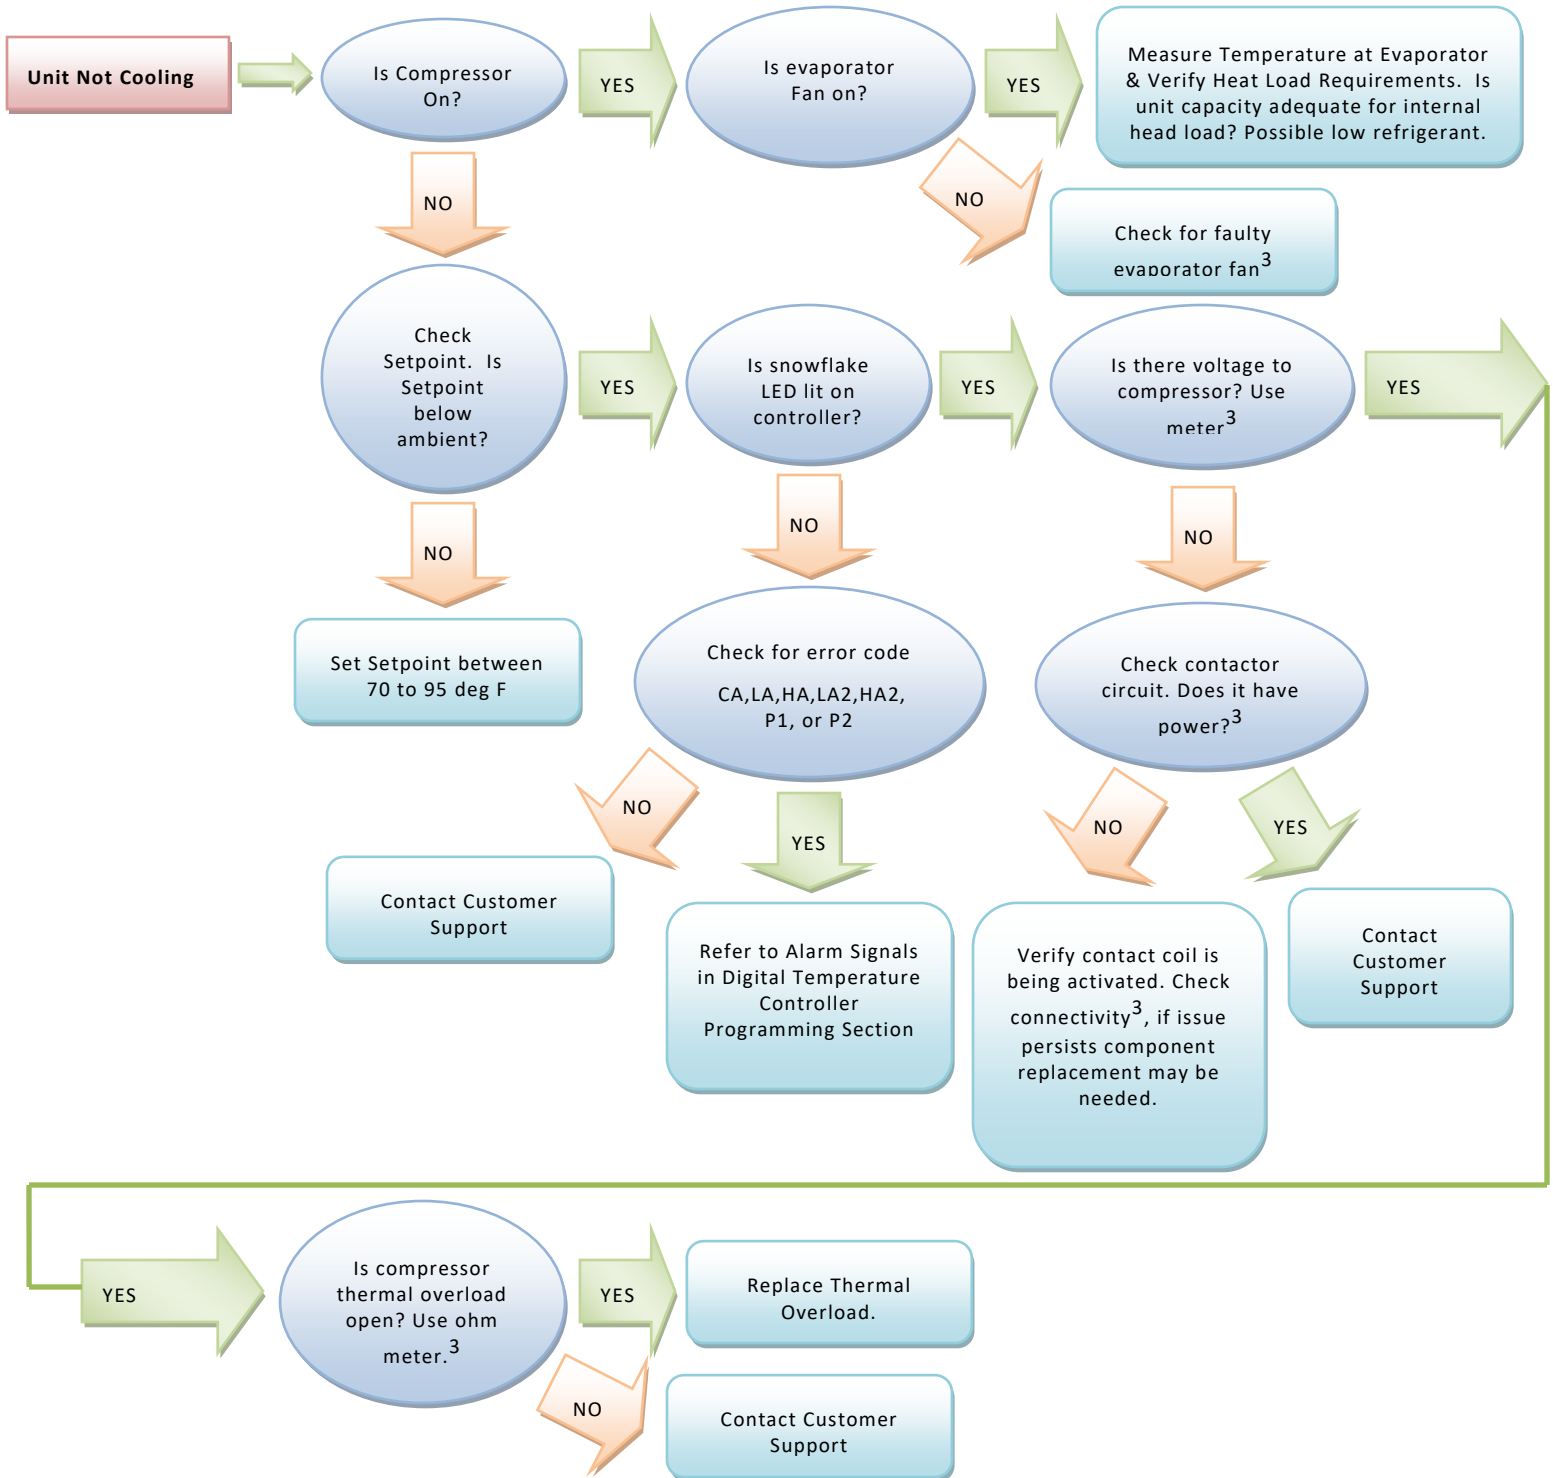 Unit Not Cooling
Is Compressor
On?
YES
Is evaporator
Fan on?
YES
Measure Temperature at Evaporator
& Verify Heat Load Requirements.  Is
unit capacity adequate for internal
head load? Possible low refrigerant.
NO
NO
Check for faulty
evaporator fan3
Check
Setpoint.  Is
Setpoint
below
ambient?
YES
Is snowflake
LED lit on
controller?
YES
Is there voltage to
compressor? Use
meter3
YES
NO
NO
NO
Set Setpoint between
70 to 95 deg F
Check for error code
CA,LA,HA,LA2,HA2,
P1, or P2
Check contactor
circuit. Does it have
power?3
NO
YES
NO
YES
Contact Customer
Support
Refer to Alarm Signals
in Digital Temperature
Controller
Programming Section
Verify contact coil is
being activated. Check
connectivity3, if issue
persists component
replacement may be
needed.
Contact
Customer
Support
YES
Is compressor
thermal overload
open? Use ohm
meter.3
YES
Replace Thermal
Overload.
NO
Contact Customer
Support